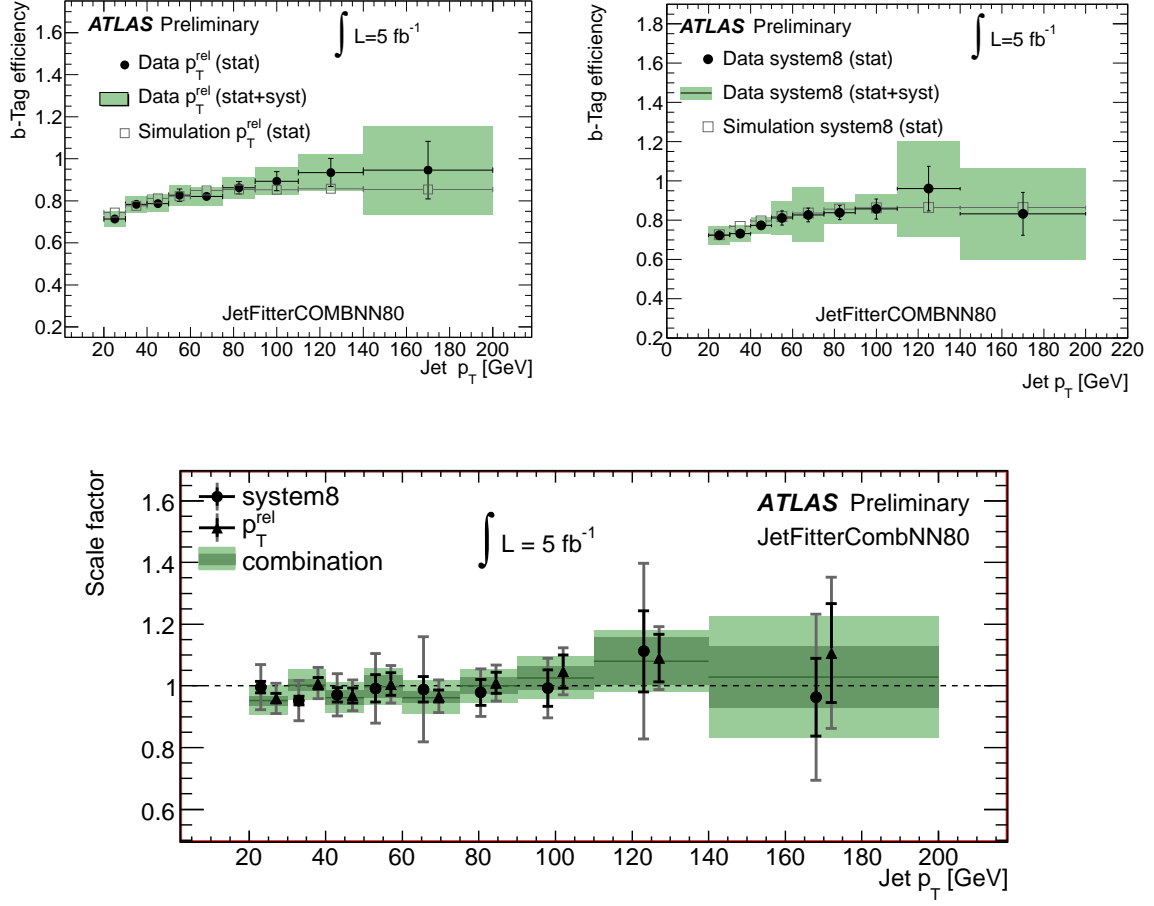 ATLAS Preliminary
∫ L=5 fb⁻¹
Data p_T^rel (stat)
Data p_T^rel (stat+syst)
Simulation p_T^rel (stat)
b-Tag efficiency
1.6
1.4
1.2
1
0.8
0.6
0.4
0.2
JetFitterCOMBNN80
20 40 60 80 100 120 140 160 180 200
Jet p_T [GeV]
ATLAS Preliminary
∫ L=5 fb⁻¹
Data system8 (stat)
Data system8 (stat+syst)
Simulation system8 (stat)
b-Tag efficiency
1.8
1.6
1.4
1.2
1
0.8
0.6
0.4
0.2
JetFitterCOMBNN80
0 20 40 60 80 100 120 140 160 180 200 220
Jet p_T [GeV]
Scale factor
system8
p_T^rel
combination
∫ L = 5 fb⁻¹
ATLAS Preliminary
JetFitterCombNN80
1.6
1.4
1.2
1
0.8
0.6
20 40 60 80 100 120 140 160 180 200
Jet p_T [GeV]